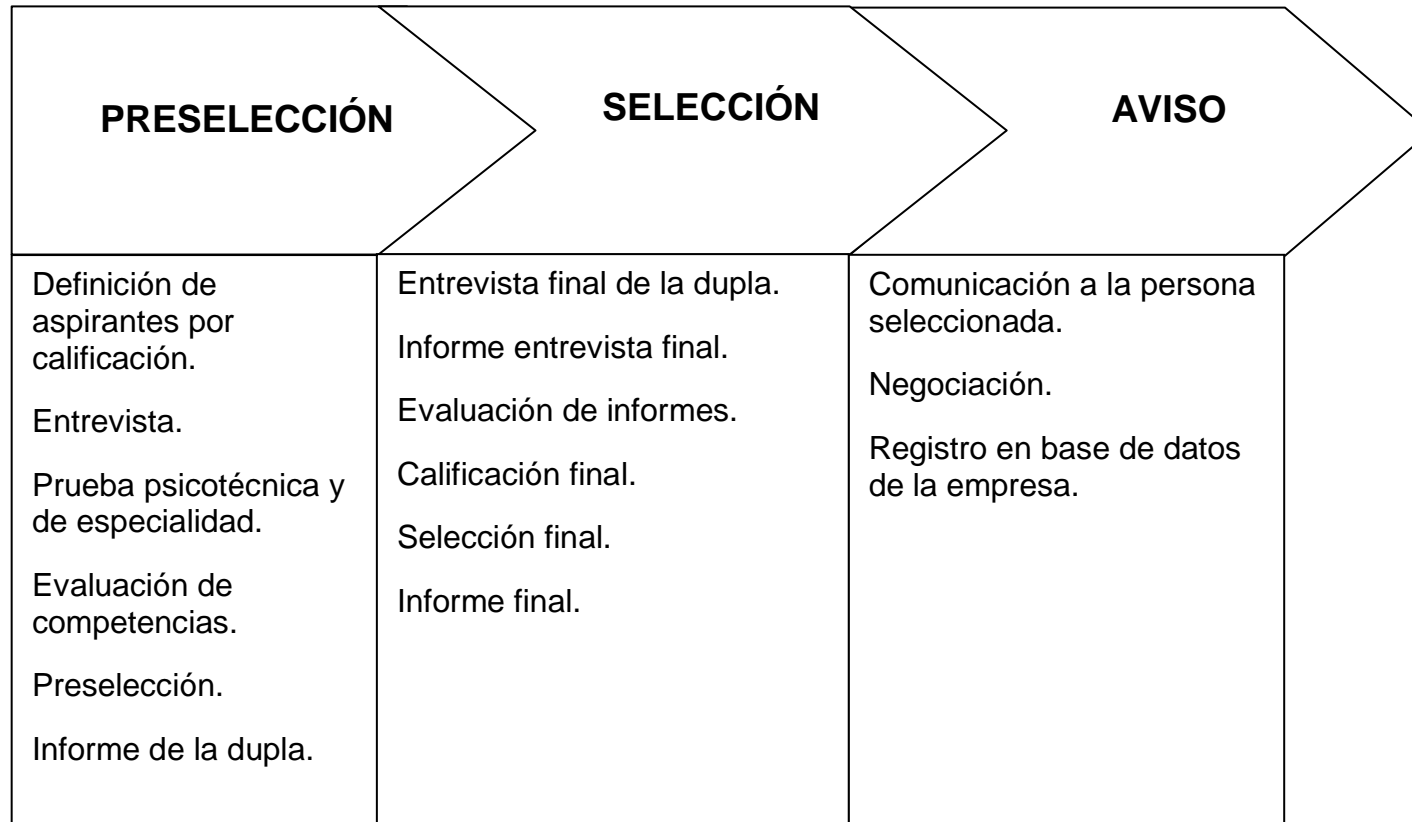 PRESELECCIÓN
SELECCIÓN
AVISO
Definición de
aspirantes por
calificación.
Entrevista.
Prueba psicotécnica y
de especialidad.
Evaluación de
competencias.
Preselección.
Informe de la dupla.
Entrevista final de la dupla.
Informe entrevista final.
Evaluación de informes.
Calificación final.
Selección final.
Informe final.
Comunicación a la persona
seleccionada.
Negociación.
Registro en base de datos
de la empresa.